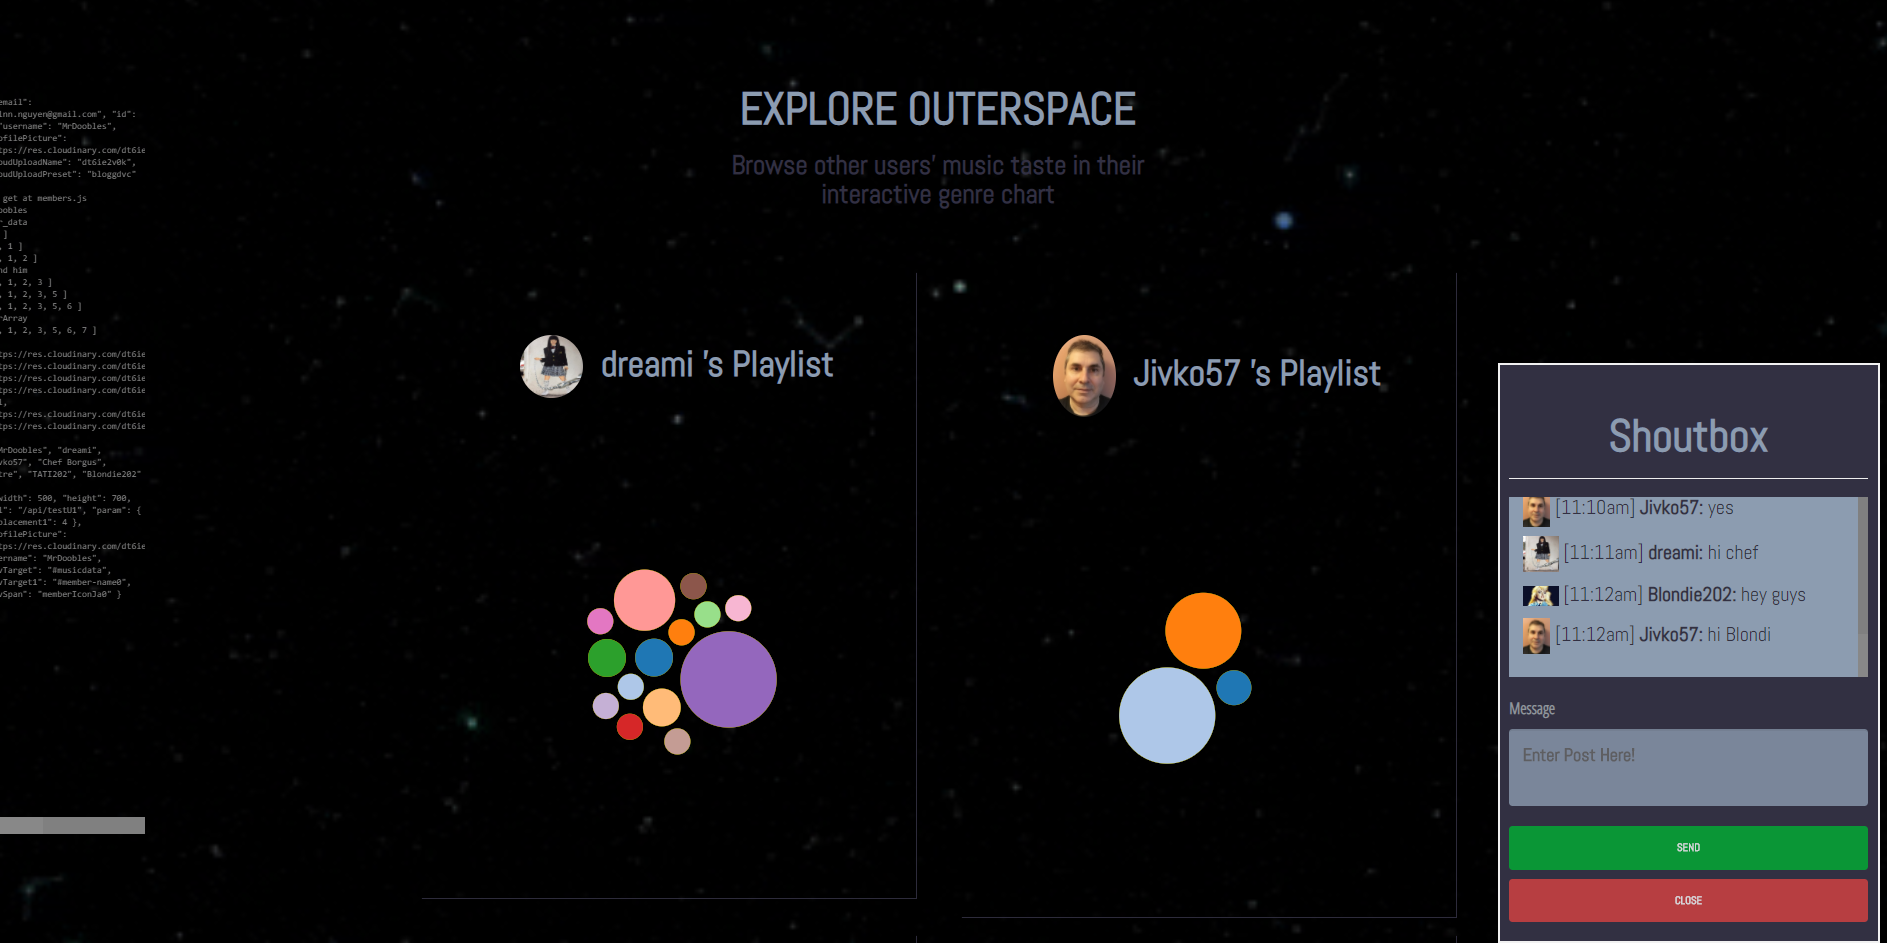 email":
inn.nguyen@gmail.com", "id":
"username": "MrDoobles",
ofilePicture":
tps://res.cloudinary.com/dt6ie
oudUploadName": "dt6ie2v0k",
oudUploadPreset": "bloggdvc"
get at members.js
oobles
r_data
]
, 1 ]
, 1, 2 ]
nd him
, 1, 2, 3 ]
, 1, 2, 3, 5 ]
, 1, 2, 3, 5, 6 ]
rArray
, 1, 2, 3, 5, 6, 7 ]
tps://res.cloudinary.com/dt6ie
tps://res.cloudinary.com/dt6ie
tps://res.cloudinary.com/dt6ie
tps://res.cloudinary.com/dt6ie
l,
tps://res.cloudinary.com/dt6ie
tps://res.cloudinary.com/dt6ie
MrDoobles", "dreami",
vko57", "Chef Borgus",
tre", "TATI202", "Blondie202"
width": 500, "height": 700,
l": "/api/testU1", "param": {
placement1": 4 },
ofilePicture":
tps://res.cloudinary.com/dt6ie
ername": "MrDoobles",
vTarget": "#musicdata",
vTarget1": "#member-name0",
vSpan": "memberIconJa0" }
EXPLORE OUTERSPACE
Browse other users' music taste in their
interactive genre chart
dreami 's Playlist
Jivko57 's Playlist
Shoutbox
[11:10am] Jivko57: yes
[11:11am] dreami: hi chef
[11:12am] Blondie202: hey guys
[11:12am] Jivko57: hi Blondi
Message
Enter Post Here!
SEND
CLOSE